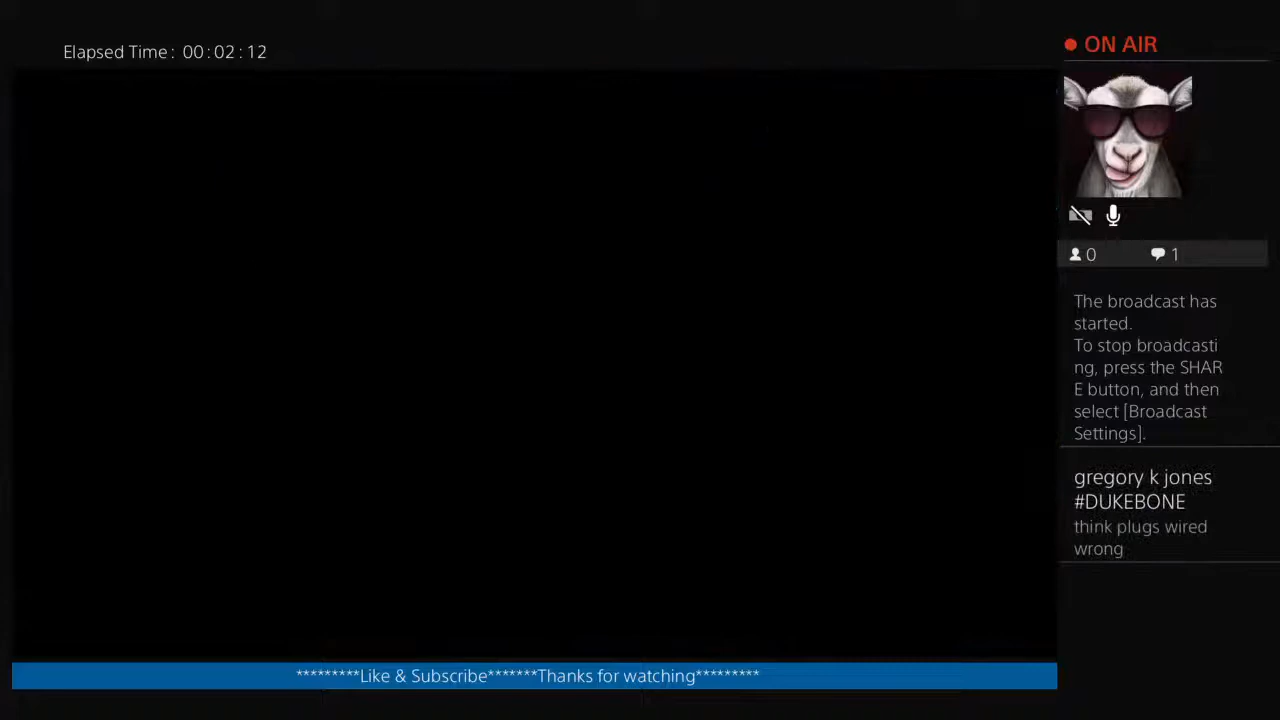 Elapsed Time: 00:02:12
ON AIR
0 1
The broadcast has
started.
To stop broadcasti
ng, press the SHAR
E button, and then
select [Broadcast
Settings].
gregory k jones
#DUKEBONE
think plugs wired
wrong
*********Like & Subscribe*******Thanks for watching*********